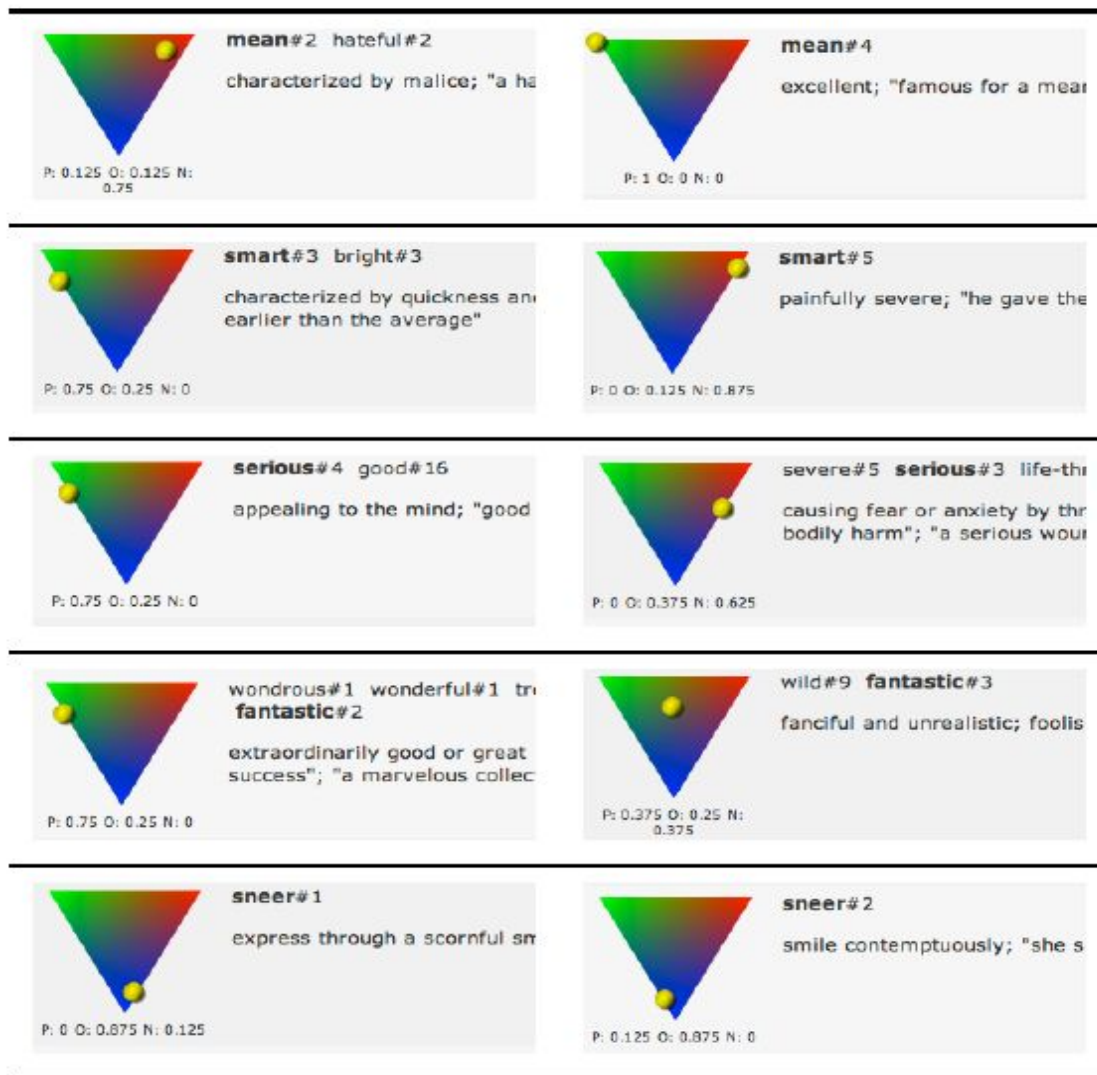 mean#2 hateful#2
characterized by malice; "a ha
P: 0.125 O: 0.125 N:
0.75
mean#4
excellent; "famous for a mean
P: 1 O: 0 N: 0
smart#3 bright#3
characterized by quickness and
earlier than the average"
P: 0.75 O: 0.25 N: 0
smart#5
painfully severe; "he gave the
P: 0 O: 0.125 N: 0.875
serious#4 good#16
appealing to the mind; "good
P: 0.75 O: 0.25 N: 0
severe#5 serious#3 life-thr
causing fear or anxiety by thr
bodily harm"; "a serious wour
P: 0 O: 0.375 N: 0.625
wondrous#1 wonderful#1 tre
fantastic#2
extraordinarily good or great
success"; "a marvelous collec
P: 0.75 O: 0.25 N: 0
wild#9 fantastic#3
fanciful and unrealistic; foolis
P: 0.375 O: 0.25 N:
0.375
sneer#1
express through a scornful sm
P: 0 O: 0.875 N: 0.125
sneer#2
smile contemptuously; "she s
P: 0.125 O: 0.875 N: 0